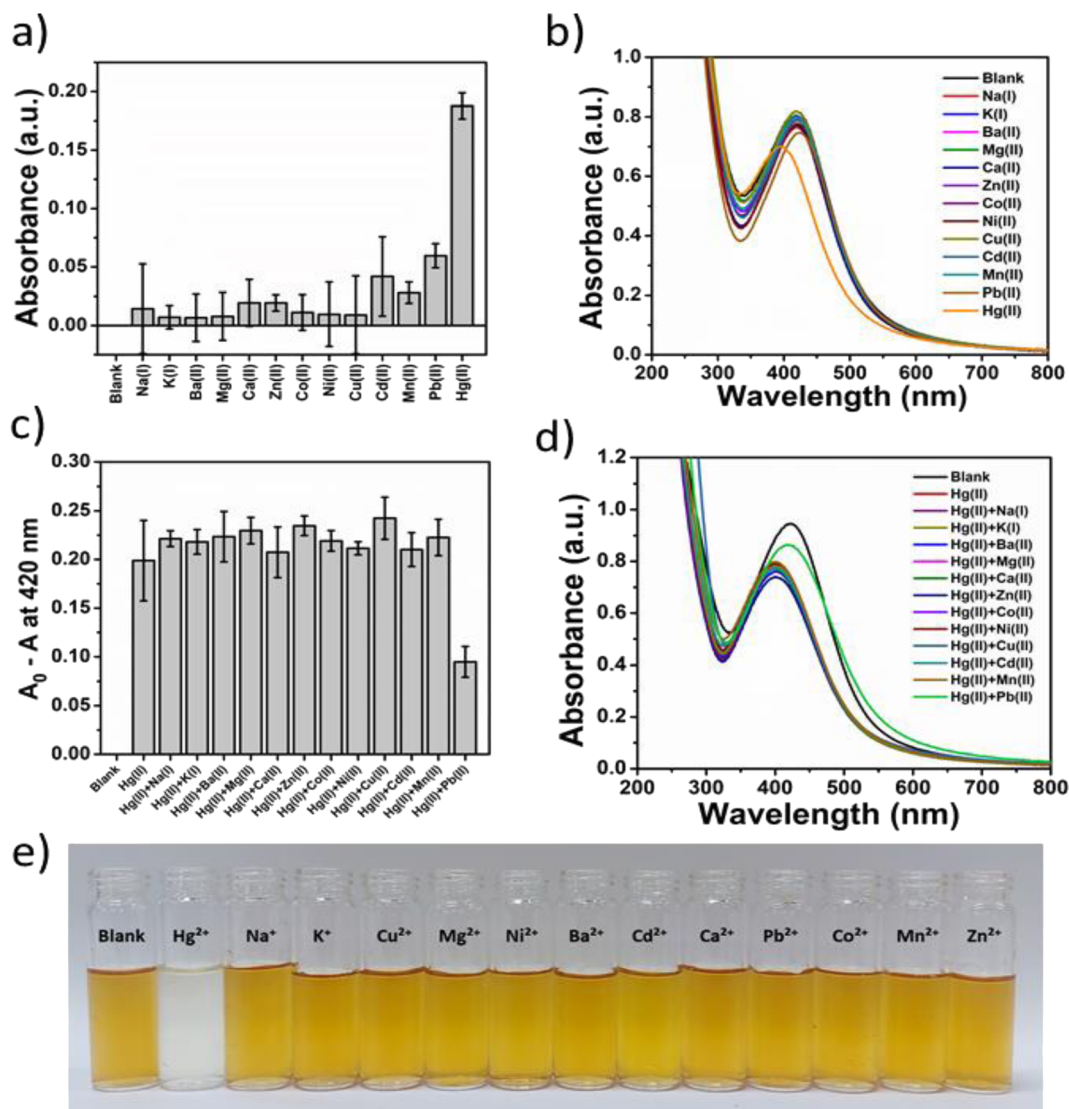 a)
Absorbance (a.u.)
0.20
0.15
0.10
0.05
0.00
Blank
Na(I)
K(I)
Ba(II)
Mg(II)
Ca(II)
Zn(II)
Co(II)
Ni(II)
Cu(II)
Cd(II)
Mn(II)
Pb(II)
Hg(II)
b)
Absorbance (a.u.)
1.0
0.8
0.6
0.4
0.2
0.0
200 300 400 500 600 700 800
Wavelength (nm)
Blank
Na(I)
K(I)
Ba(II)
Mg(II)
Ca(II)
Zn(II)
Co(II)
Ni(II)
Cu(II)
Cd(II)
Mn(II)
Pb(II)
Hg(II)
c)
A₀ - A at 420 nm
0.30
0.25
0.20
0.15
0.10
0.05
0.00
Blank
Hg(II)
Hg(II)+Na(I)
Hg(II)+K(I)
Hg(II)+Ba(II)
Hg(II)+Mg(II)
Hg(II)+Ca(II)
Hg(II)+Zn(II)
Hg(II)+Co(II)
Hg(II)+Ni(II)
Hg(II)+Cu(II)
Hg(II)+Cd(II)
Hg(II)+Mn(II)
Hg(II)+Pb(II)
d)
Absorbance (a.u.)
1.2
1.0
0.8
0.6
0.4
0.2
0.0
200 300 400 500 600 700 800
Wavelength (nm)
Blank
Hg(II)
Hg(II)+Na(I)
Hg(II)+K(I)
Hg(II)+Ba(II)
Hg(II)+Mg(II)
Hg(II)+Ca(II)
Hg(II)+Zn(II)
Hg(II)+Co(II)
Hg(II)+Ni(II)
Hg(II)+Cu(II)
Hg(II)+Cd(II)
Hg(II)+Mn(II)
Hg(II)+Pb(II)
e)
Blank Hg²⁺ Na⁺ K⁺ Cu²⁺ Mg²⁺ Ni²⁺ Ba²⁺ Cd²⁺ Ca²⁺ Pb²⁺ Co²⁺ Mn²⁺ Zn²⁺